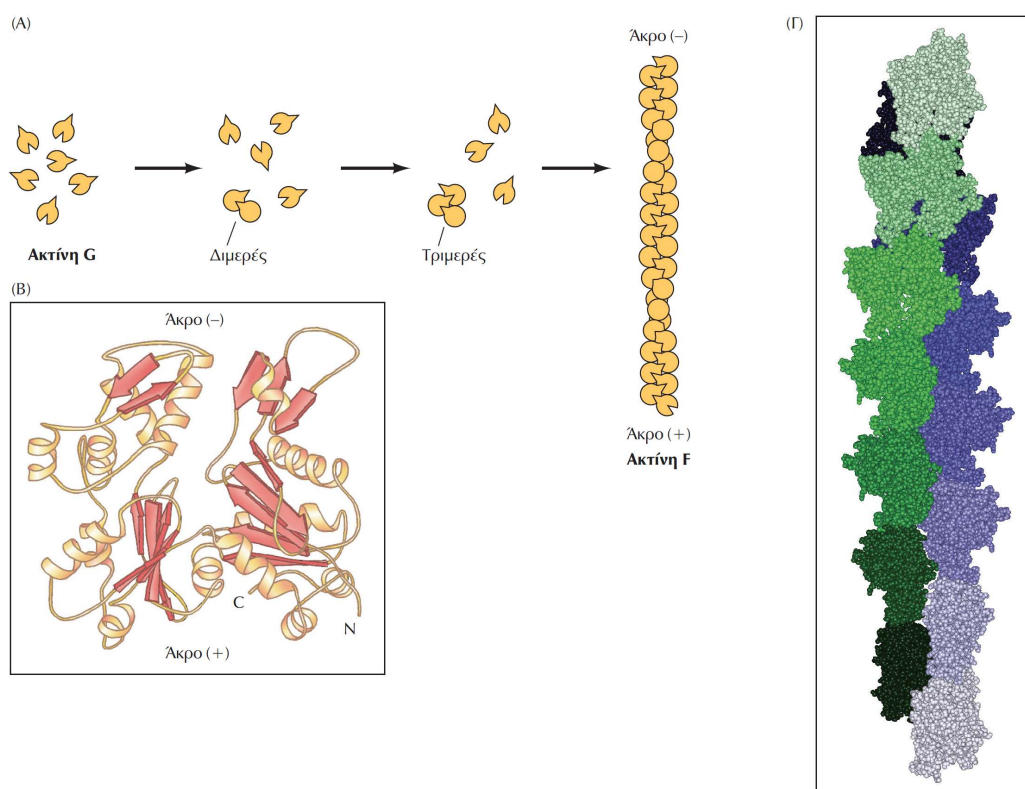 (Α)
Ακτίνη G
Διμερές
Τριμερές
Άκρο (–)
Άκρο (+)
Ακτίνη F
(Β)
Άκρο (–)
C
N
Άκρο (+)
(Γ)